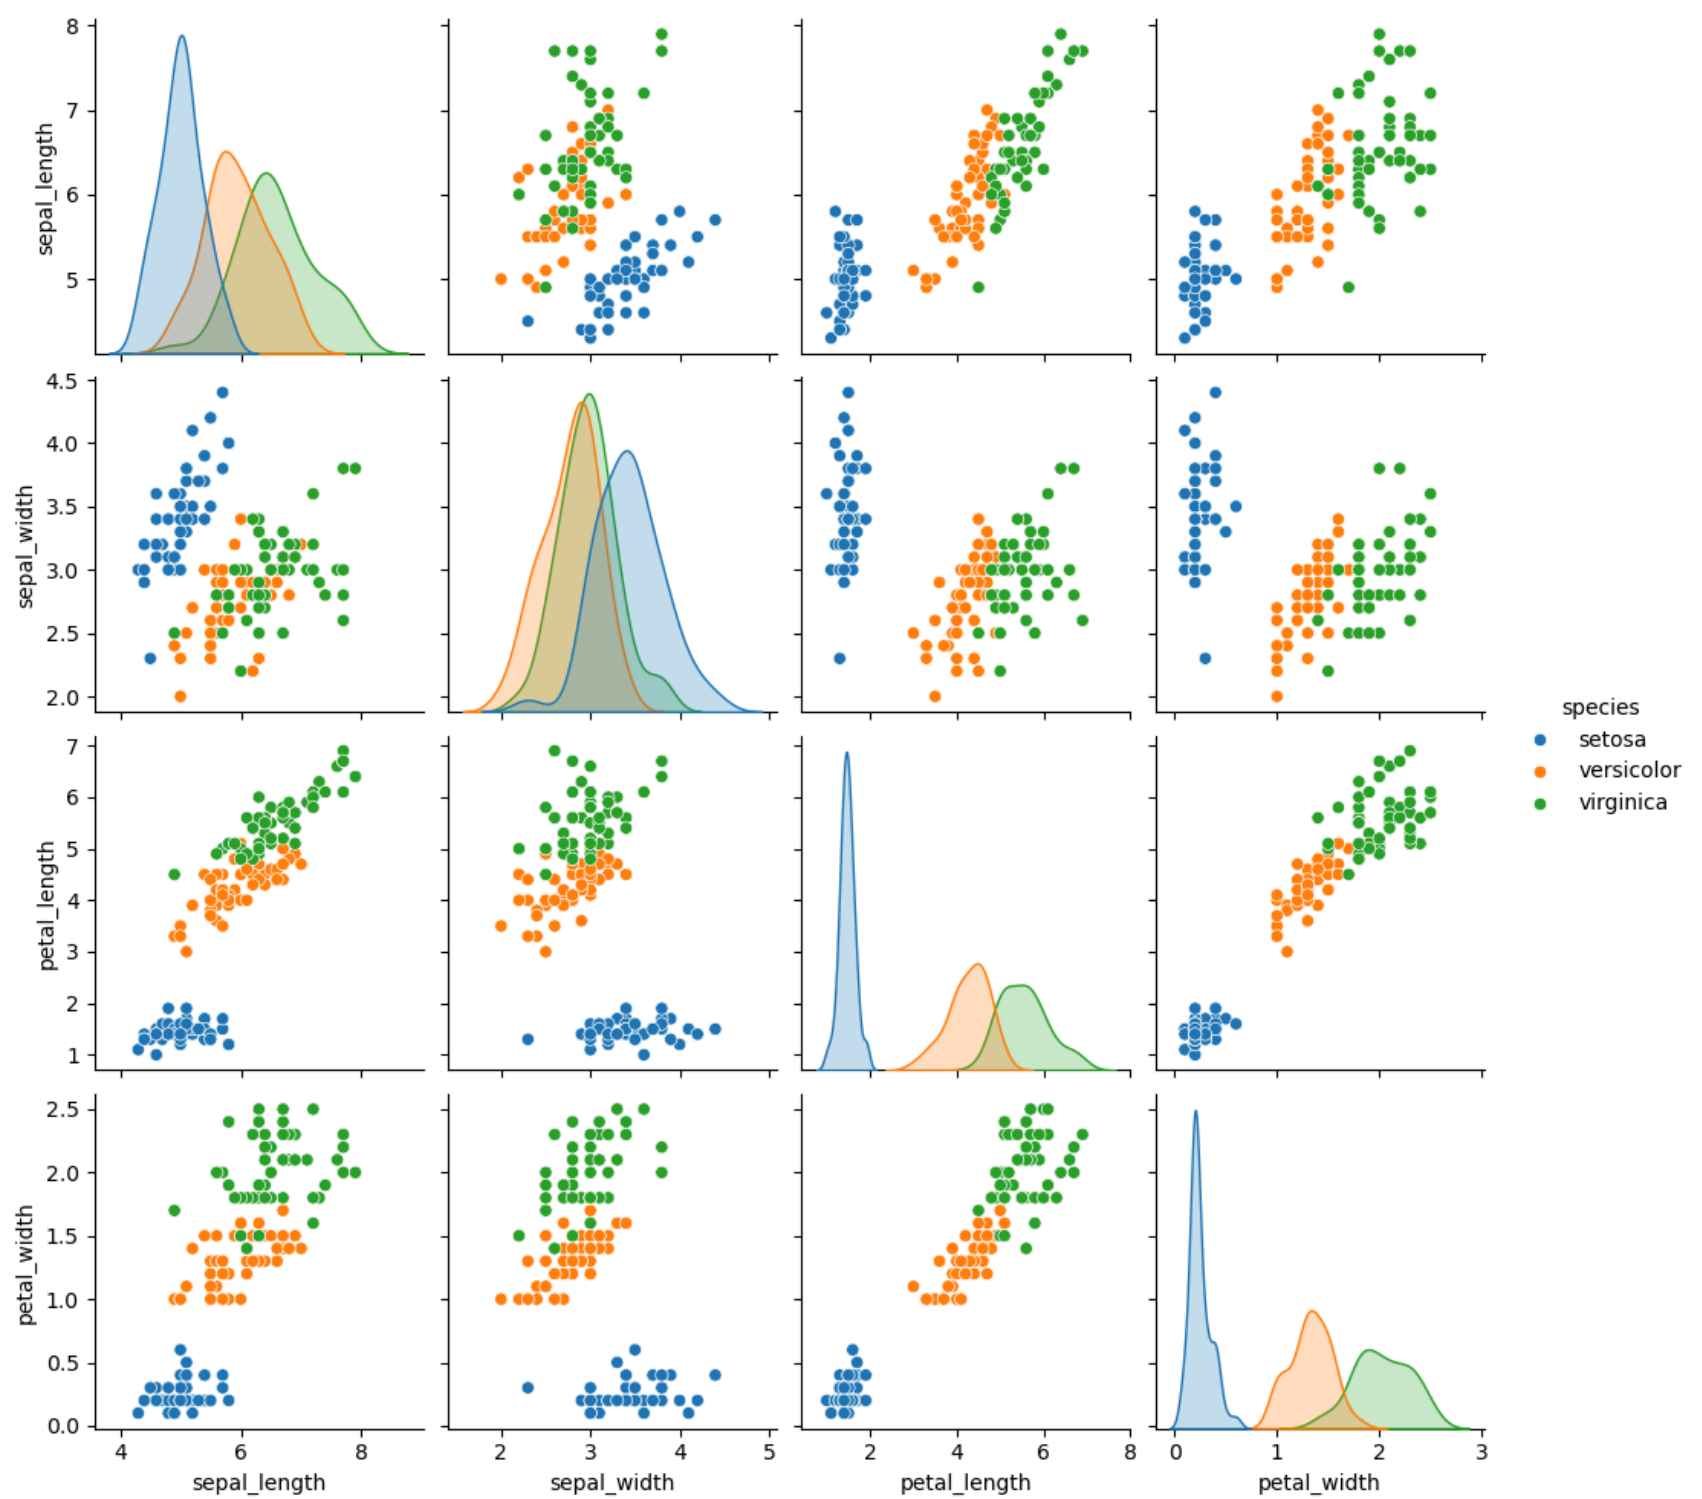 8
7
6
5
sepal_length
4.5
4.0
3.5
3.0
2.5
2.0
sepal_width
species
setosa
versicolor
virginica
7
6
5
4
3
2
1
petal_length
2.5
2.0
1.5
1.0
0.5
0.0
petal_width
4 6 8 2 3 4 5 2 4 6 8 0 1 2 3
sepal_length sepal_width petal_length petal_width